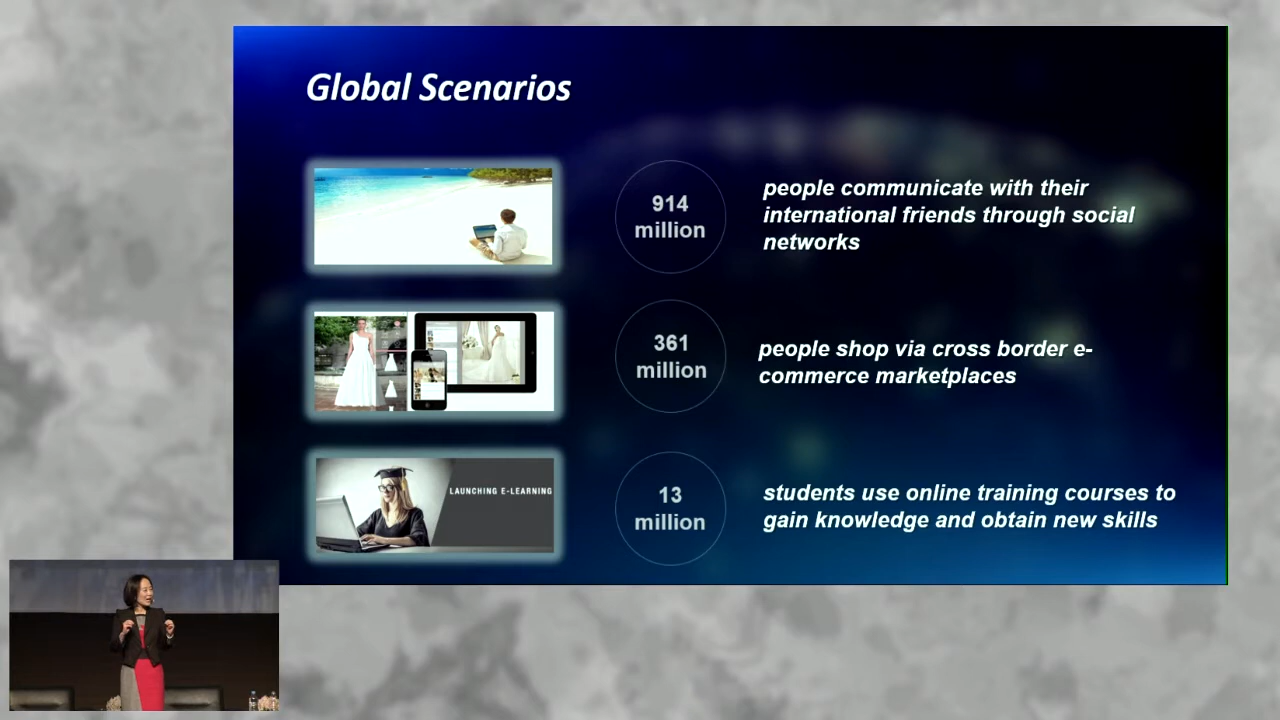 Global Scenarios
914
million
people communicate with their
international friends through social
networks
361
million
people shop via cross border e-
commerce marketplaces
LAUNCHING E-LEARNING
13
million
students use online training courses to
gain knowledge and obtain new skills